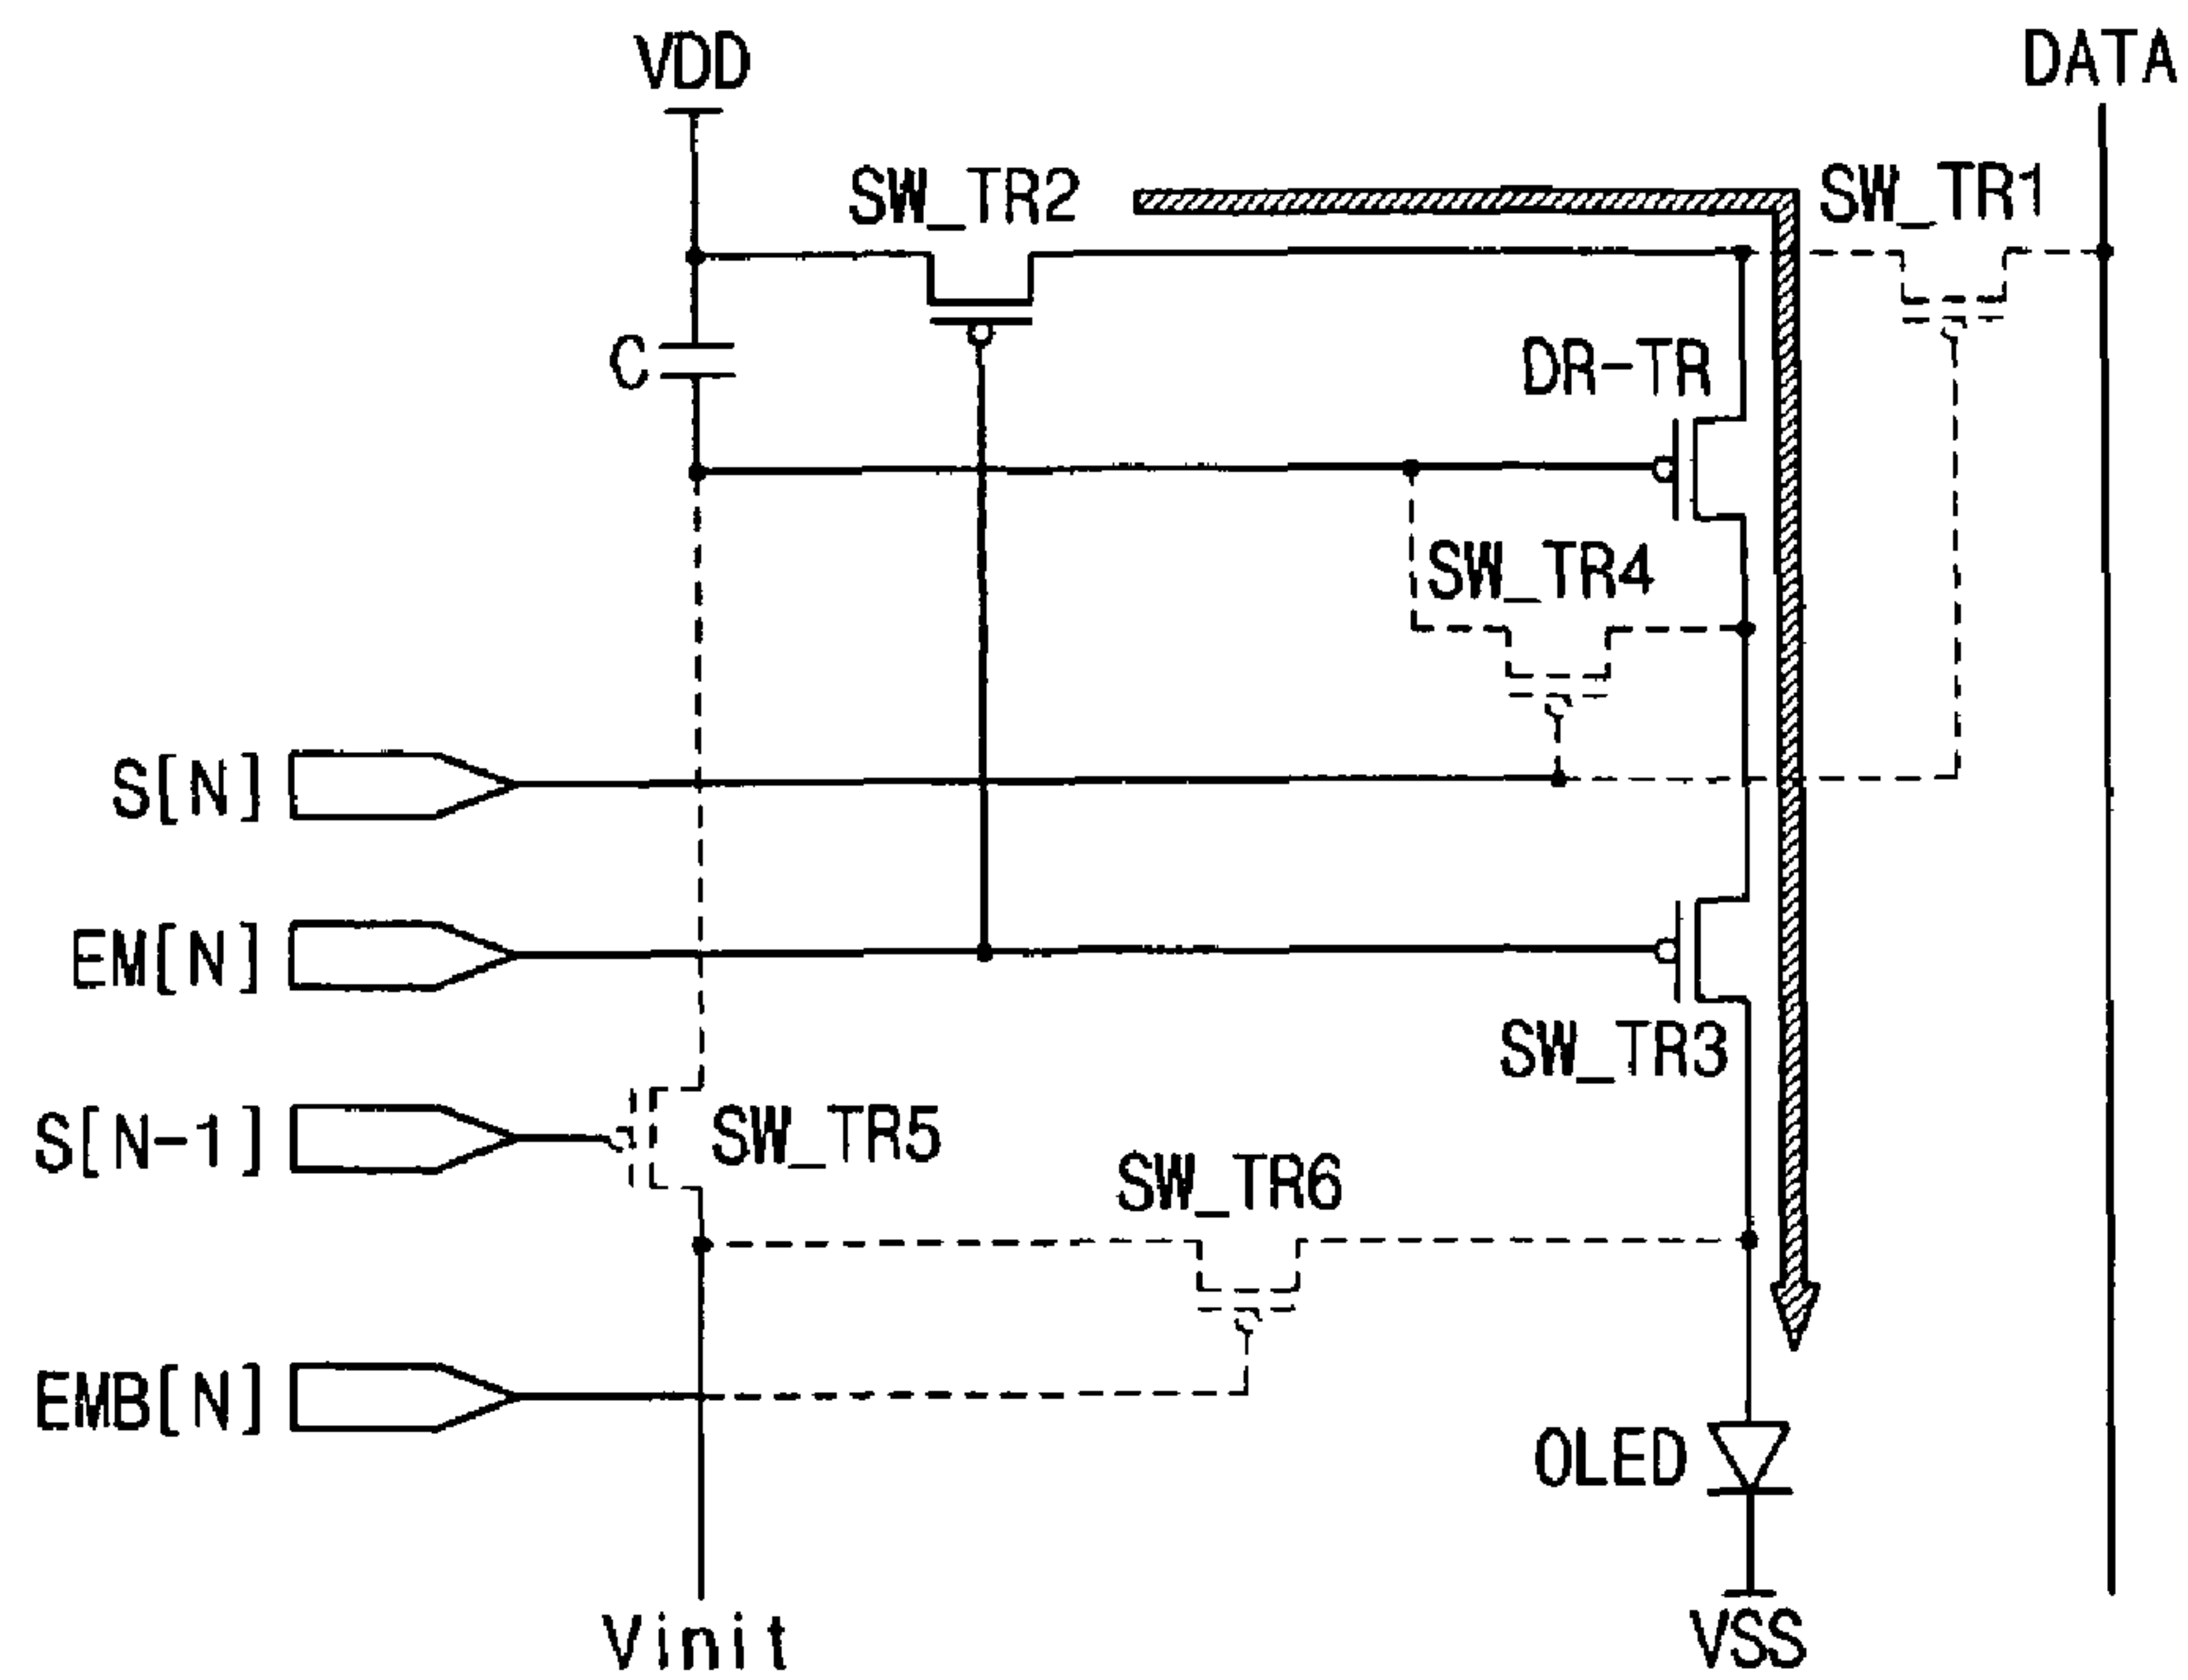 VDD
DATA
SW_TR2
SW_TR1
C
DR-TR
SW_TR4
S[N]
EM[N]
SW_TR3
S[N-1]
SW_TR5
SW_TR6
EMB[N]
OLED
Vinit
VSS